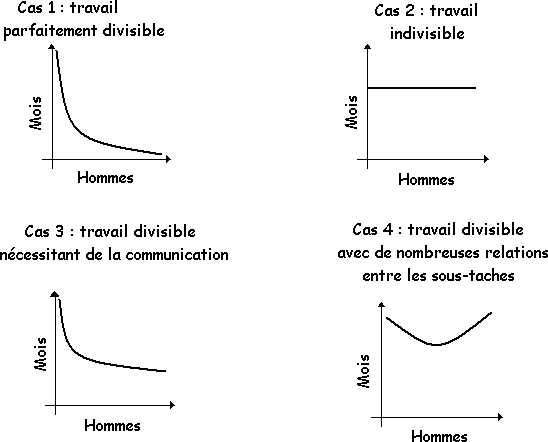 Cas 1 : travail
parfaitement divisible
Mois
Hommes
Cas 2 : travail
indivisible
Mois
Hommes
Cas 3 : travail divisible
nécessitant de la communication
Mois
Hommes
Cas 4 : travail divisible
avec de nombreuses relations
entre les sous-taches
Mois
Hommes